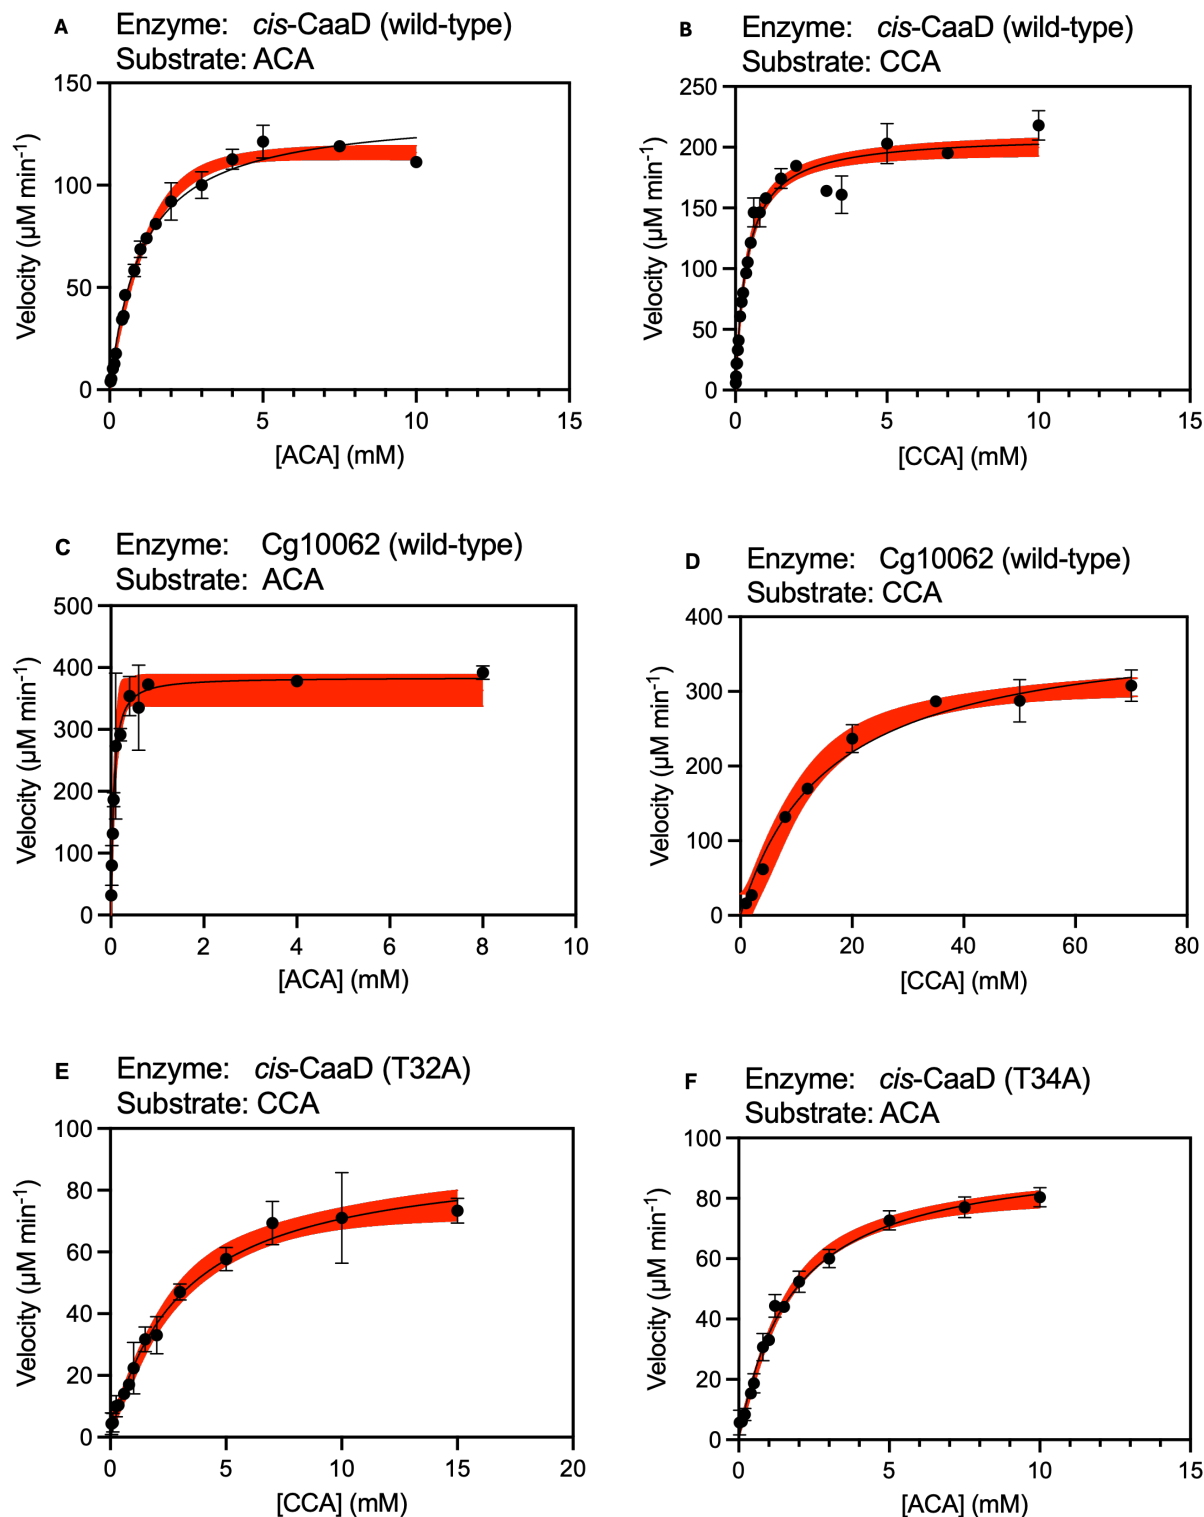 A Enzyme: cis-CaaD (wild-type)
Substrate: ACA
150
100
50
0
Velocity (µM min⁻¹)
0 5 10 15
[ACA] (mM)
B Enzyme: cis-CaaD (wild-type)
Substrate: CCA
250
200
150
100
50
0
Velocity (µM min⁻¹)
0 5 10 15
[CCA] (mM)
C Enzyme: Cg10062 (wild-type)
Substrate: ACA
500
400
300
200
100
0
Velocity (µM min⁻¹)
0 2 4 6 8 10
[ACA] (mM)
D Enzyme: Cg10062 (wild-type)
Substrate: CCA
400
300
200
100
0
Velocity (µM min⁻¹)
0 20 40 60 80
[CCA] (mM)
E Enzyme: cis-CaaD (T32A)
Substrate: CCA
100
80
60
40
20
0
Velocity (µM min⁻¹)
0 5 10 15 20
[CCA] (mM)
F Enzyme: cis-CaaD (T34A)
Substrate: ACA
100
80
60
40
20
0
Velocity (µM min⁻¹)
0 5 10 15
[ACA] (mM)